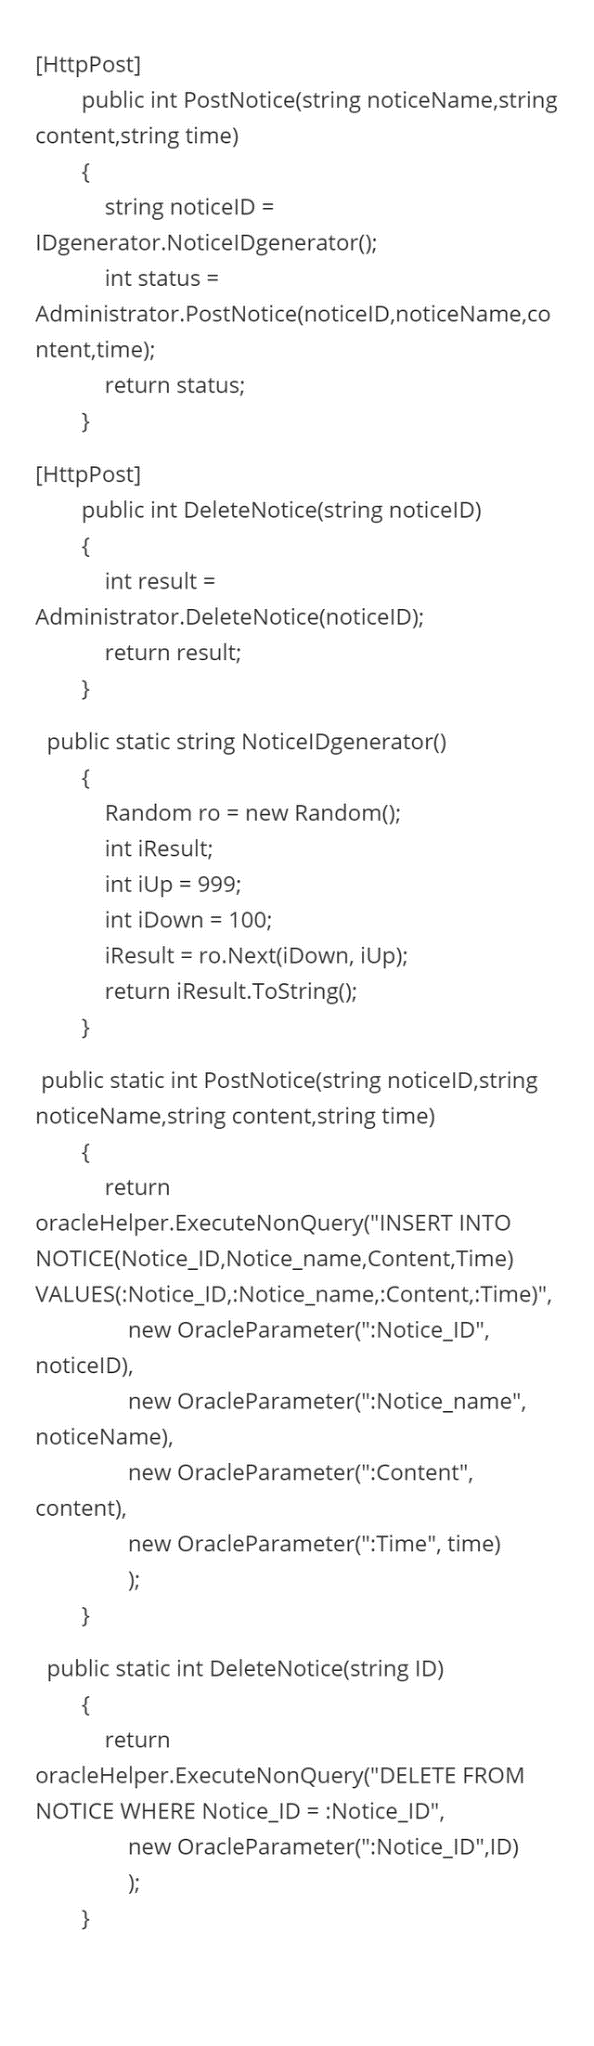 [HttpPost]
public int PostNotice(string noticeName,string
content,string time)
{
string noticeID =
IDgenerator.NoticeIDgenerator();
int status =
Administrator.PostNotice(noticeID,noticeName,co
ntent,time);
return status;
}
[HttpPost]
public int DeleteNotice(string noticeID)
{
int result =
Administrator.DeleteNotice(noticeID);
return result;
}
public static string NoticeIDgenerator()
{
Random ro = new Random();
int iResult;
int iUp = 999;
int iDown = 100;
iResult = ro.Next(iDown, iUp);
return iResult.ToString();
}
public static int PostNotice(string noticeID,string
noticeName,string content,string time)
{
return
oracleHelper.ExecuteNonQuery("INSERT INTO
NOTICE(Notice_ID,Notice_name,Content,Time)
VALUES(:Notice_ID,:Notice_name,:Content,:Time)",
new OracleParameter(":Notice_ID",
noticeID),
new OracleParameter(":Notice_name",
noticeName),
new OracleParameter(":Content",
content),
new OracleParameter(":Time", time)
);
}
public static int DeleteNotice(string ID)
{
return
oracleHelper.ExecuteNonQuery("DELETE FROM
NOTICE WHERE Notice_ID = :Notice_ID",
new OracleParameter(":Notice_ID",ID)
);
}